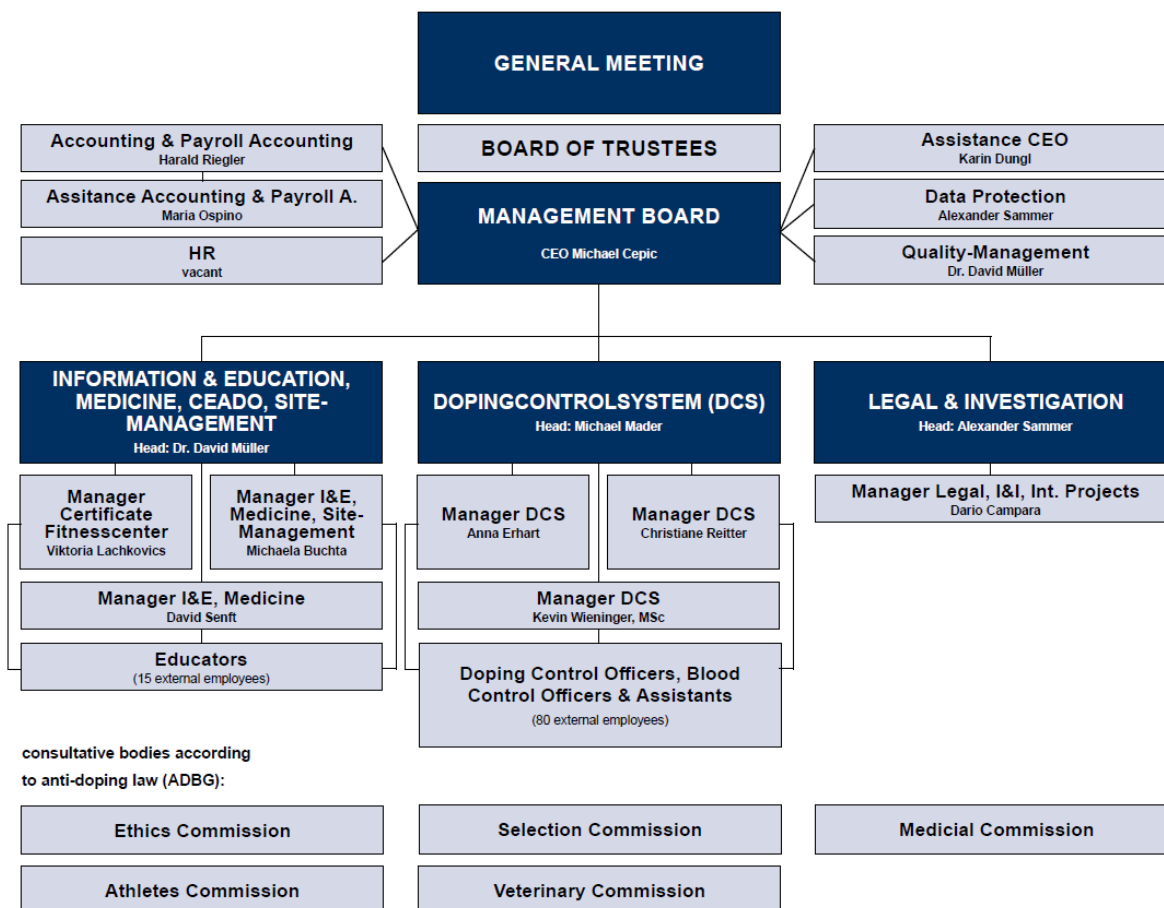 GENERAL MEETING
Accounting & Payroll Accounting
Harald Riegler
BOARD OF TRUSTEES
Assistance CEO
Karin Dungl
Assitance Accounting & Payroll A.
Maria Ospino
MANAGEMENT BOARD
CEO Michael Cepic
Data Protection
Alexander Sammer
HR
vacant
Quality-Management
Dr. David Müller
INFORMATION & EDUCATION,
MEDICINE, CEADO, SITE-
MANAGEMENT
Head: Dr. David Müller
DOPINGCONTROLSYSTEM (DCS)
Head: Michael Mader
LEGAL & INVESTIGATION
Head: Alexander Sammer
Manager
Certificate
Fitnesscenter
Viktoria Lachkovics
Manager I&E,
Medicine, Site-
Management
Michaela Buchta
Manager DCS
Anna Erhart
Manager DCS
Christiane Reitter
Manager Legal, I&I, Int. Projects
Dario Campara
Manager I&E, Medicine
David Senft
Manager DCS
Kevin Wieninger, MSc
Educators
(15 external employees)
Doping Control Officers, Blood
Control Officers & Assistants
(80 external employees)
consultative bodies according
to anti-doping law (ADBG):
Ethics Commission
Selection Commission
Medicial Commission
Athletes Commission
Veterinary Commission